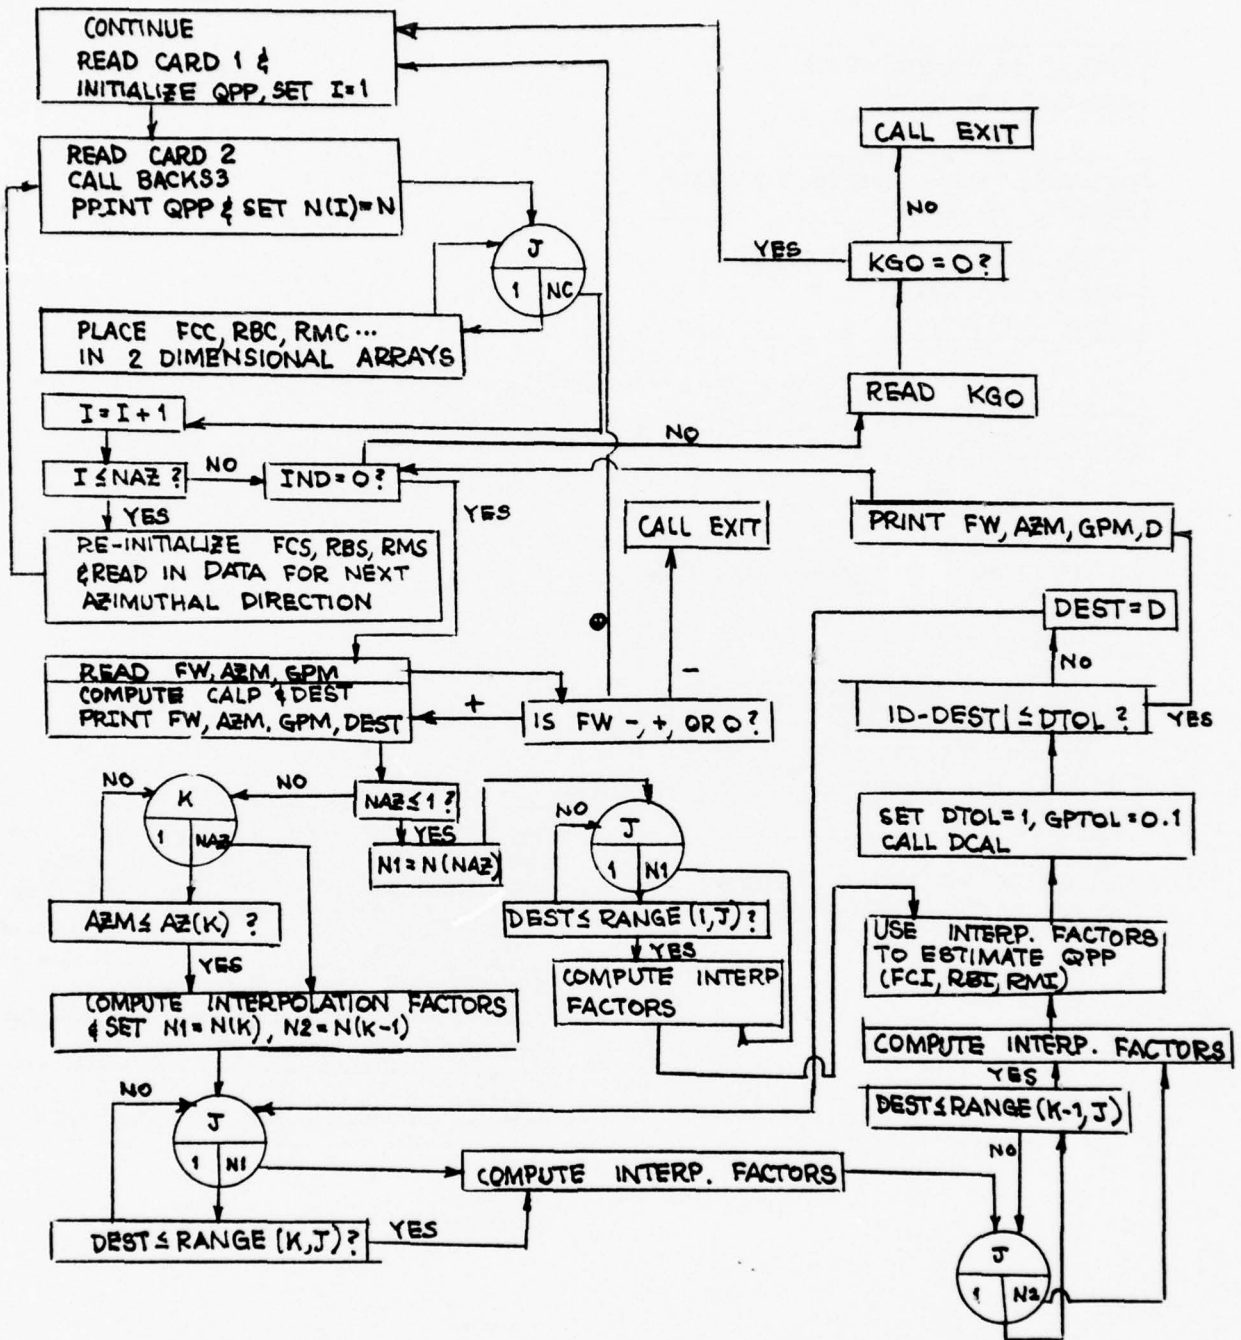 CONTINUE
READ CARD 1 &
INITIALIZE QPP, SET I=1
READ CARD 2
CALL BACKS3
PRINT QPP & SET N(I)=N
J
1 NC
PLACE FCC, RBC, RMC ...
IN 2 DIMENSIONAL ARRAYS
I=I+1
I≤NAZ?
NO
IND=0?
YES
RE-INITIALIZE FCS, RBS, RMS
& READ IN DATA FOR NEXT
AZIMUTHAL DIRECTION
YES
NO
CALL EXIT
NO
KGO=0?
YES
READ KGO
READ FW, AZM, GPM
COMPUTE CALP & DEST
PRINT FW, AZM, GPM, DEST
+
IS FW -, +, OR 0?
0
-
CALL EXIT
NAZ≤1?
NO
YES
N1=N(NAZ)
NO
K
1 NAZ
AZM≤AZ(K) ?
YES
COMPUTE INTERPOLATION FACTORS
& SET N1=N(K), N2=N(K-1)
NO
J
1 N1
DEST≤RANGE(1,J)?
YES
COMPUTE INTERP
FACTORS
NO
J
1 N1
DEST≤RANGE(K,J)?
YES
COMPUTE INTERP. FACTORS
J
1 N2
NO
DEST≤RANGE(K-1,J)
YES
COMPUTE INTERP. FACTORS
USE INTERP. FACTORS
TO ESTIMATE QPP
(FCI, RBI, RMI)
SET DTOL=1, GPTOL=0.1
CALL DCAL
|D-DEST|≤DTOL?
YES
NO
DEST=D
PRINT FW, AZM, GPM, D